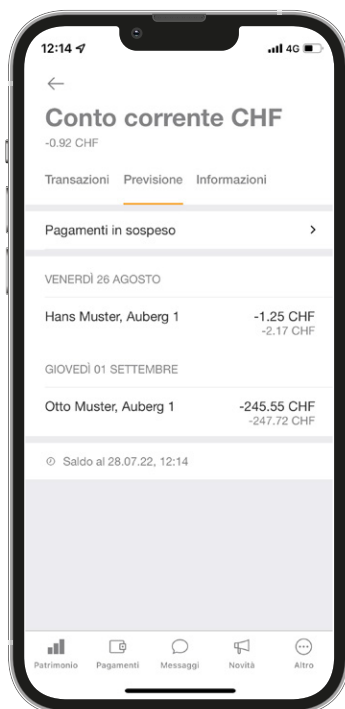 12:14 4G
Conto corrente CHF
-0.92 CHF
Transazioni Previsione Informazioni
Pagamenti in sospeso
VENERDÌ 26 AGOSTO
Hans Muster, Auberg 1 -1.25 CHF
-2.17 CHF
GIOVEDÌ 01 SETTEMBRE
Otto Muster, Auberg 1 -245.55 CHF
-247.72 CHF
Saldo al 28.07.22, 12:14
Patrimonio Pagamenti Messaggi Novità Altro